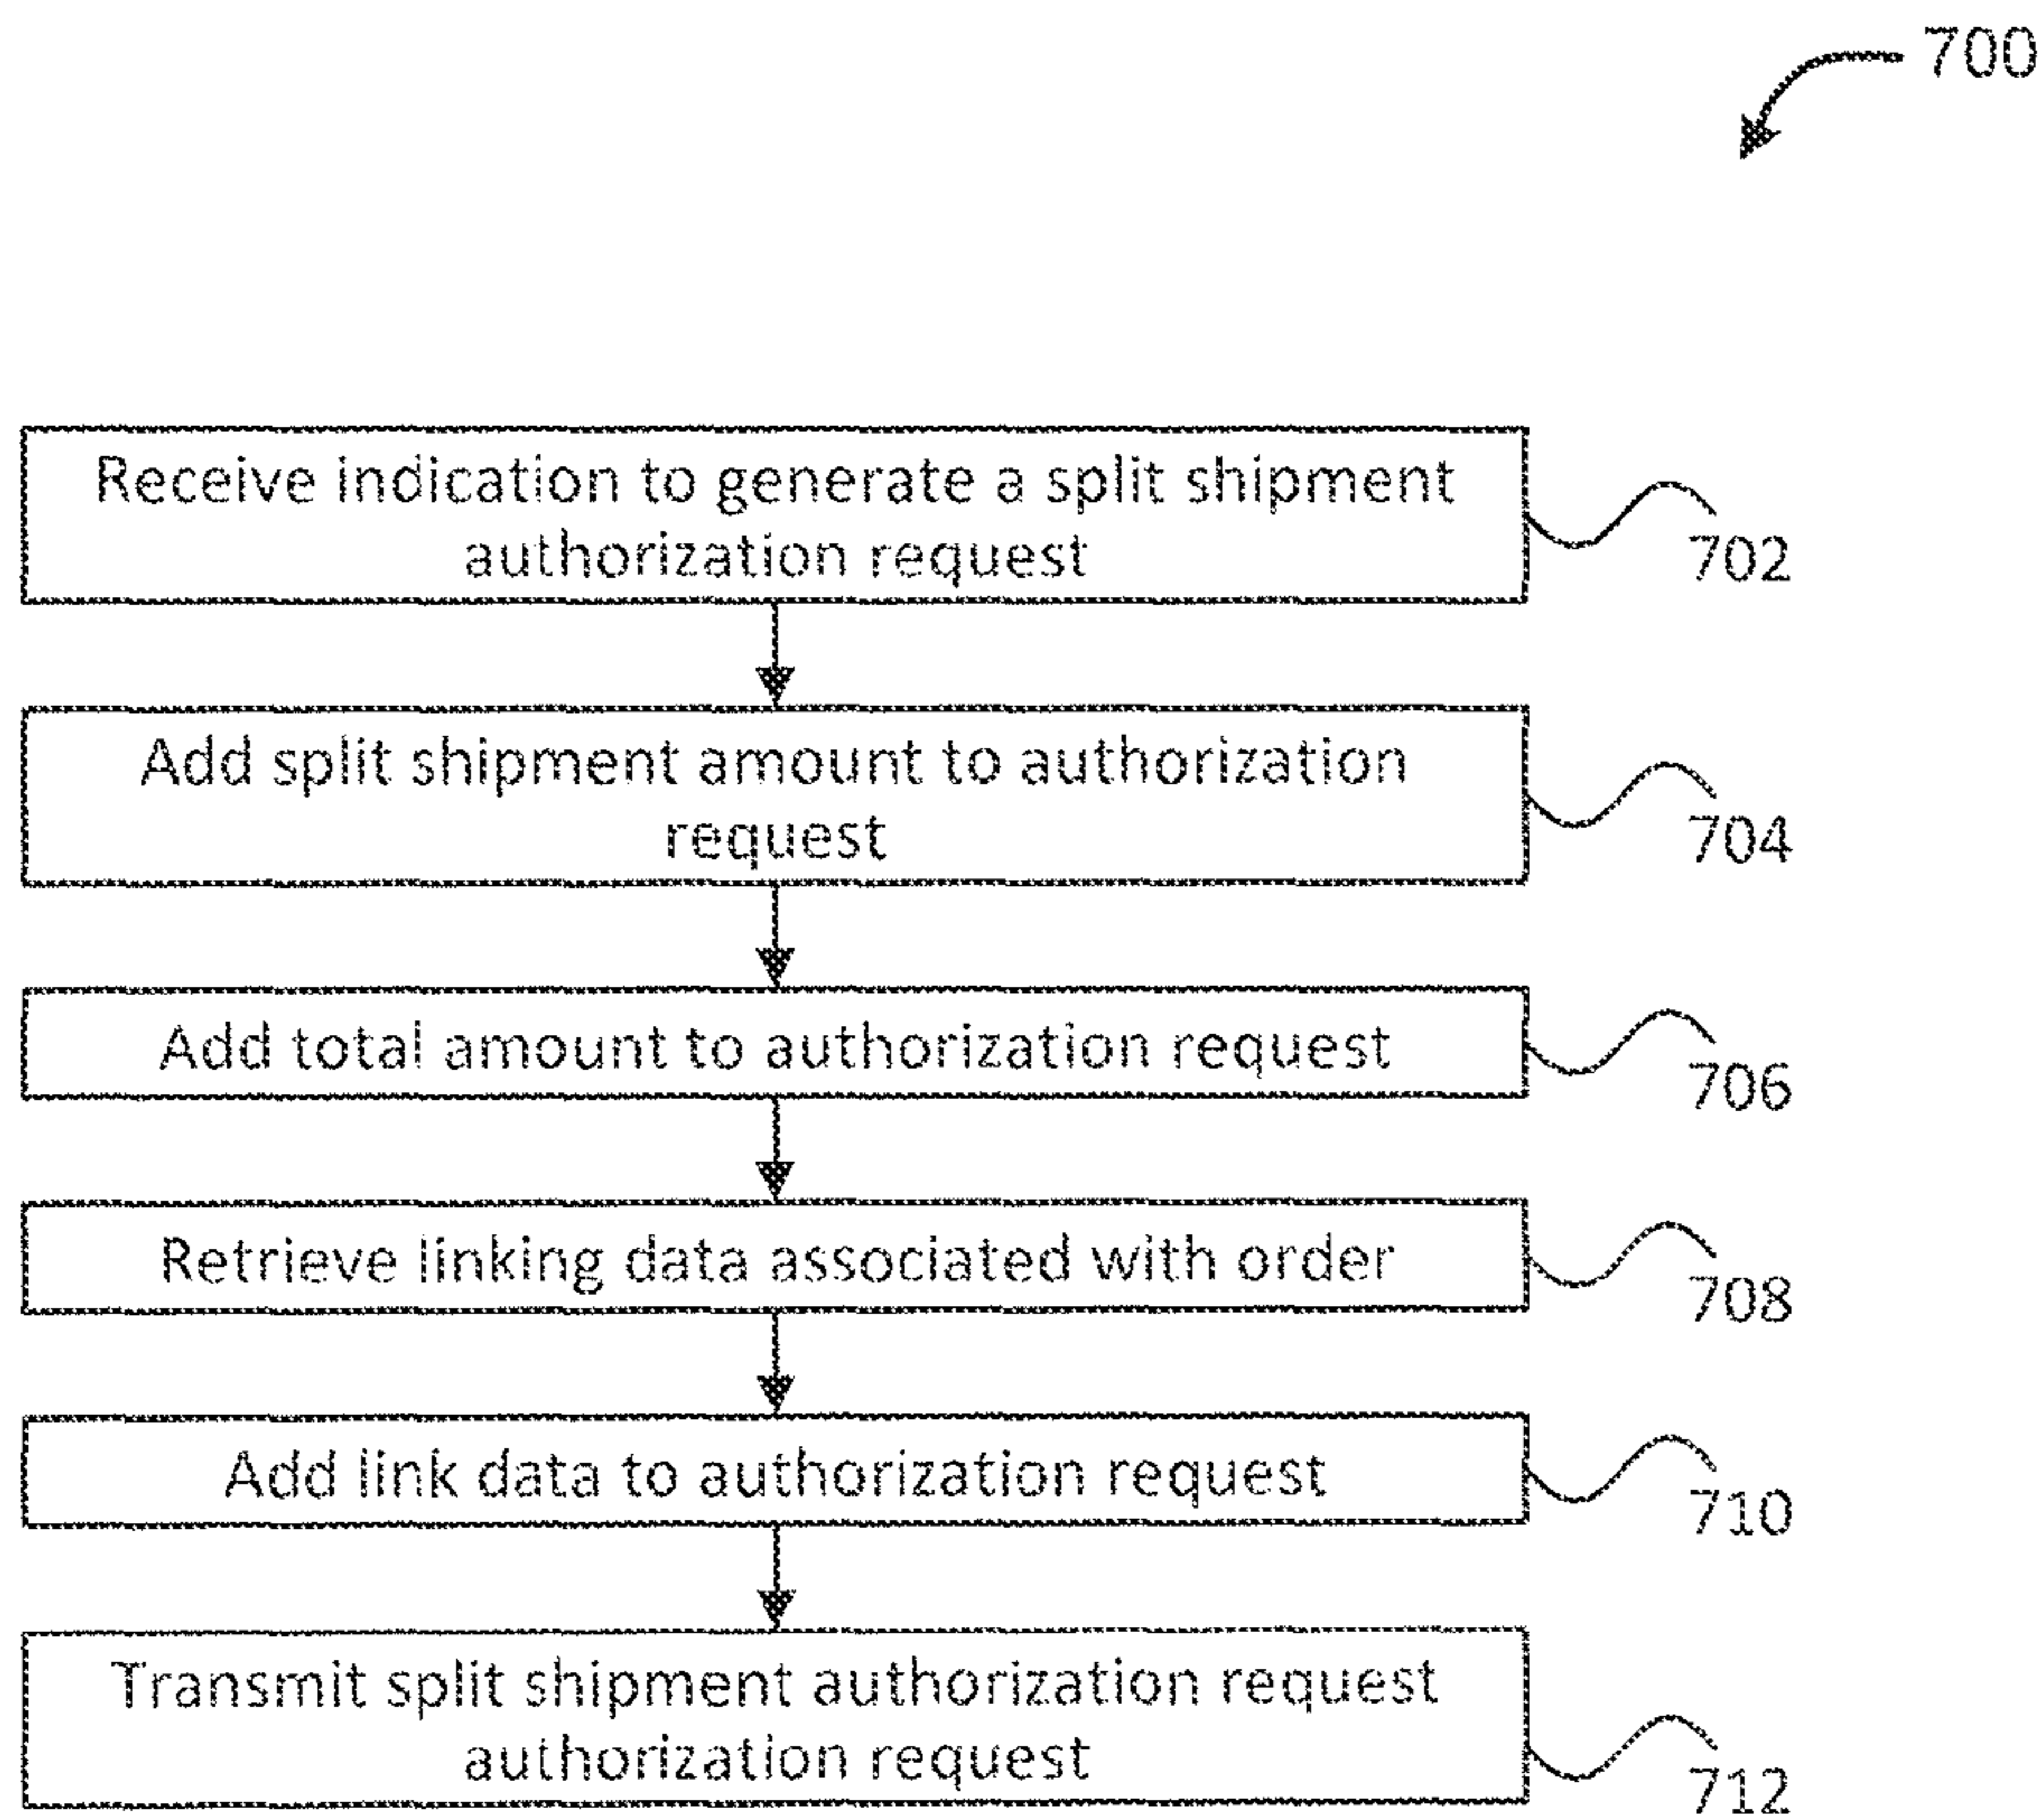 700
Receive indication to generate a split shipment
authorization request
702
Add split shipment amount to authorization
request
704
Add total amount to authorization request
706
Retrieve linking data associated with order
708
Add link data to authorization request
710
Transmit split shipment authorization request
authorization request
712